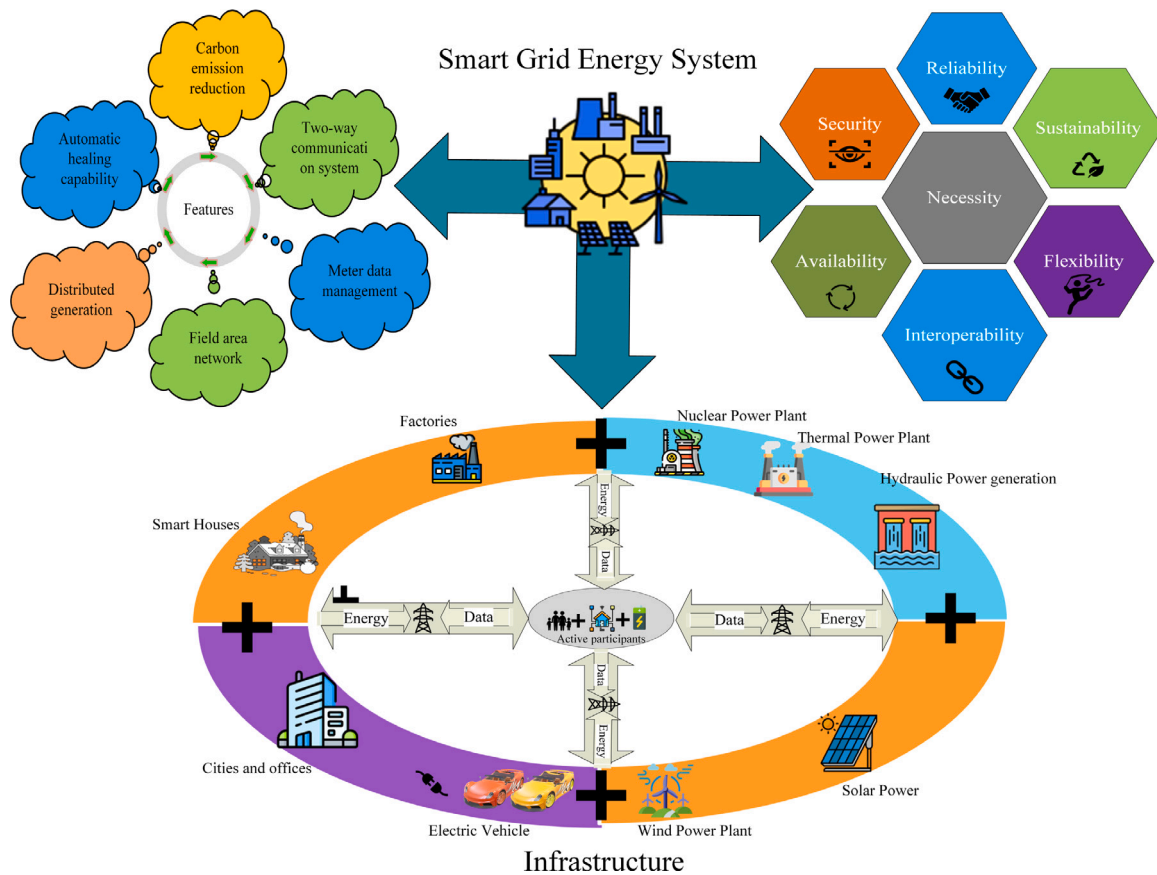 Smart Grid Energy System
Carbon
emission
reduction
Automatic
healing
capability
Two-way
communicati
on system
Features
Distributed
generation
Meter data
management
Field area
network
Reliability
Security
Sustainability
Necessity
Availability
Flexibility
Interoperability
Factories
Nuclear Power Plant
Thermal Power Plant
Hydraulic Power generation
Smart Houses
Energy
Data
Energy
Data
Data
Energy
Active participants
Data
Energy
Cities and offices
Solar Power
Electric Vehicle
Wind Power Plant
Infrastructure